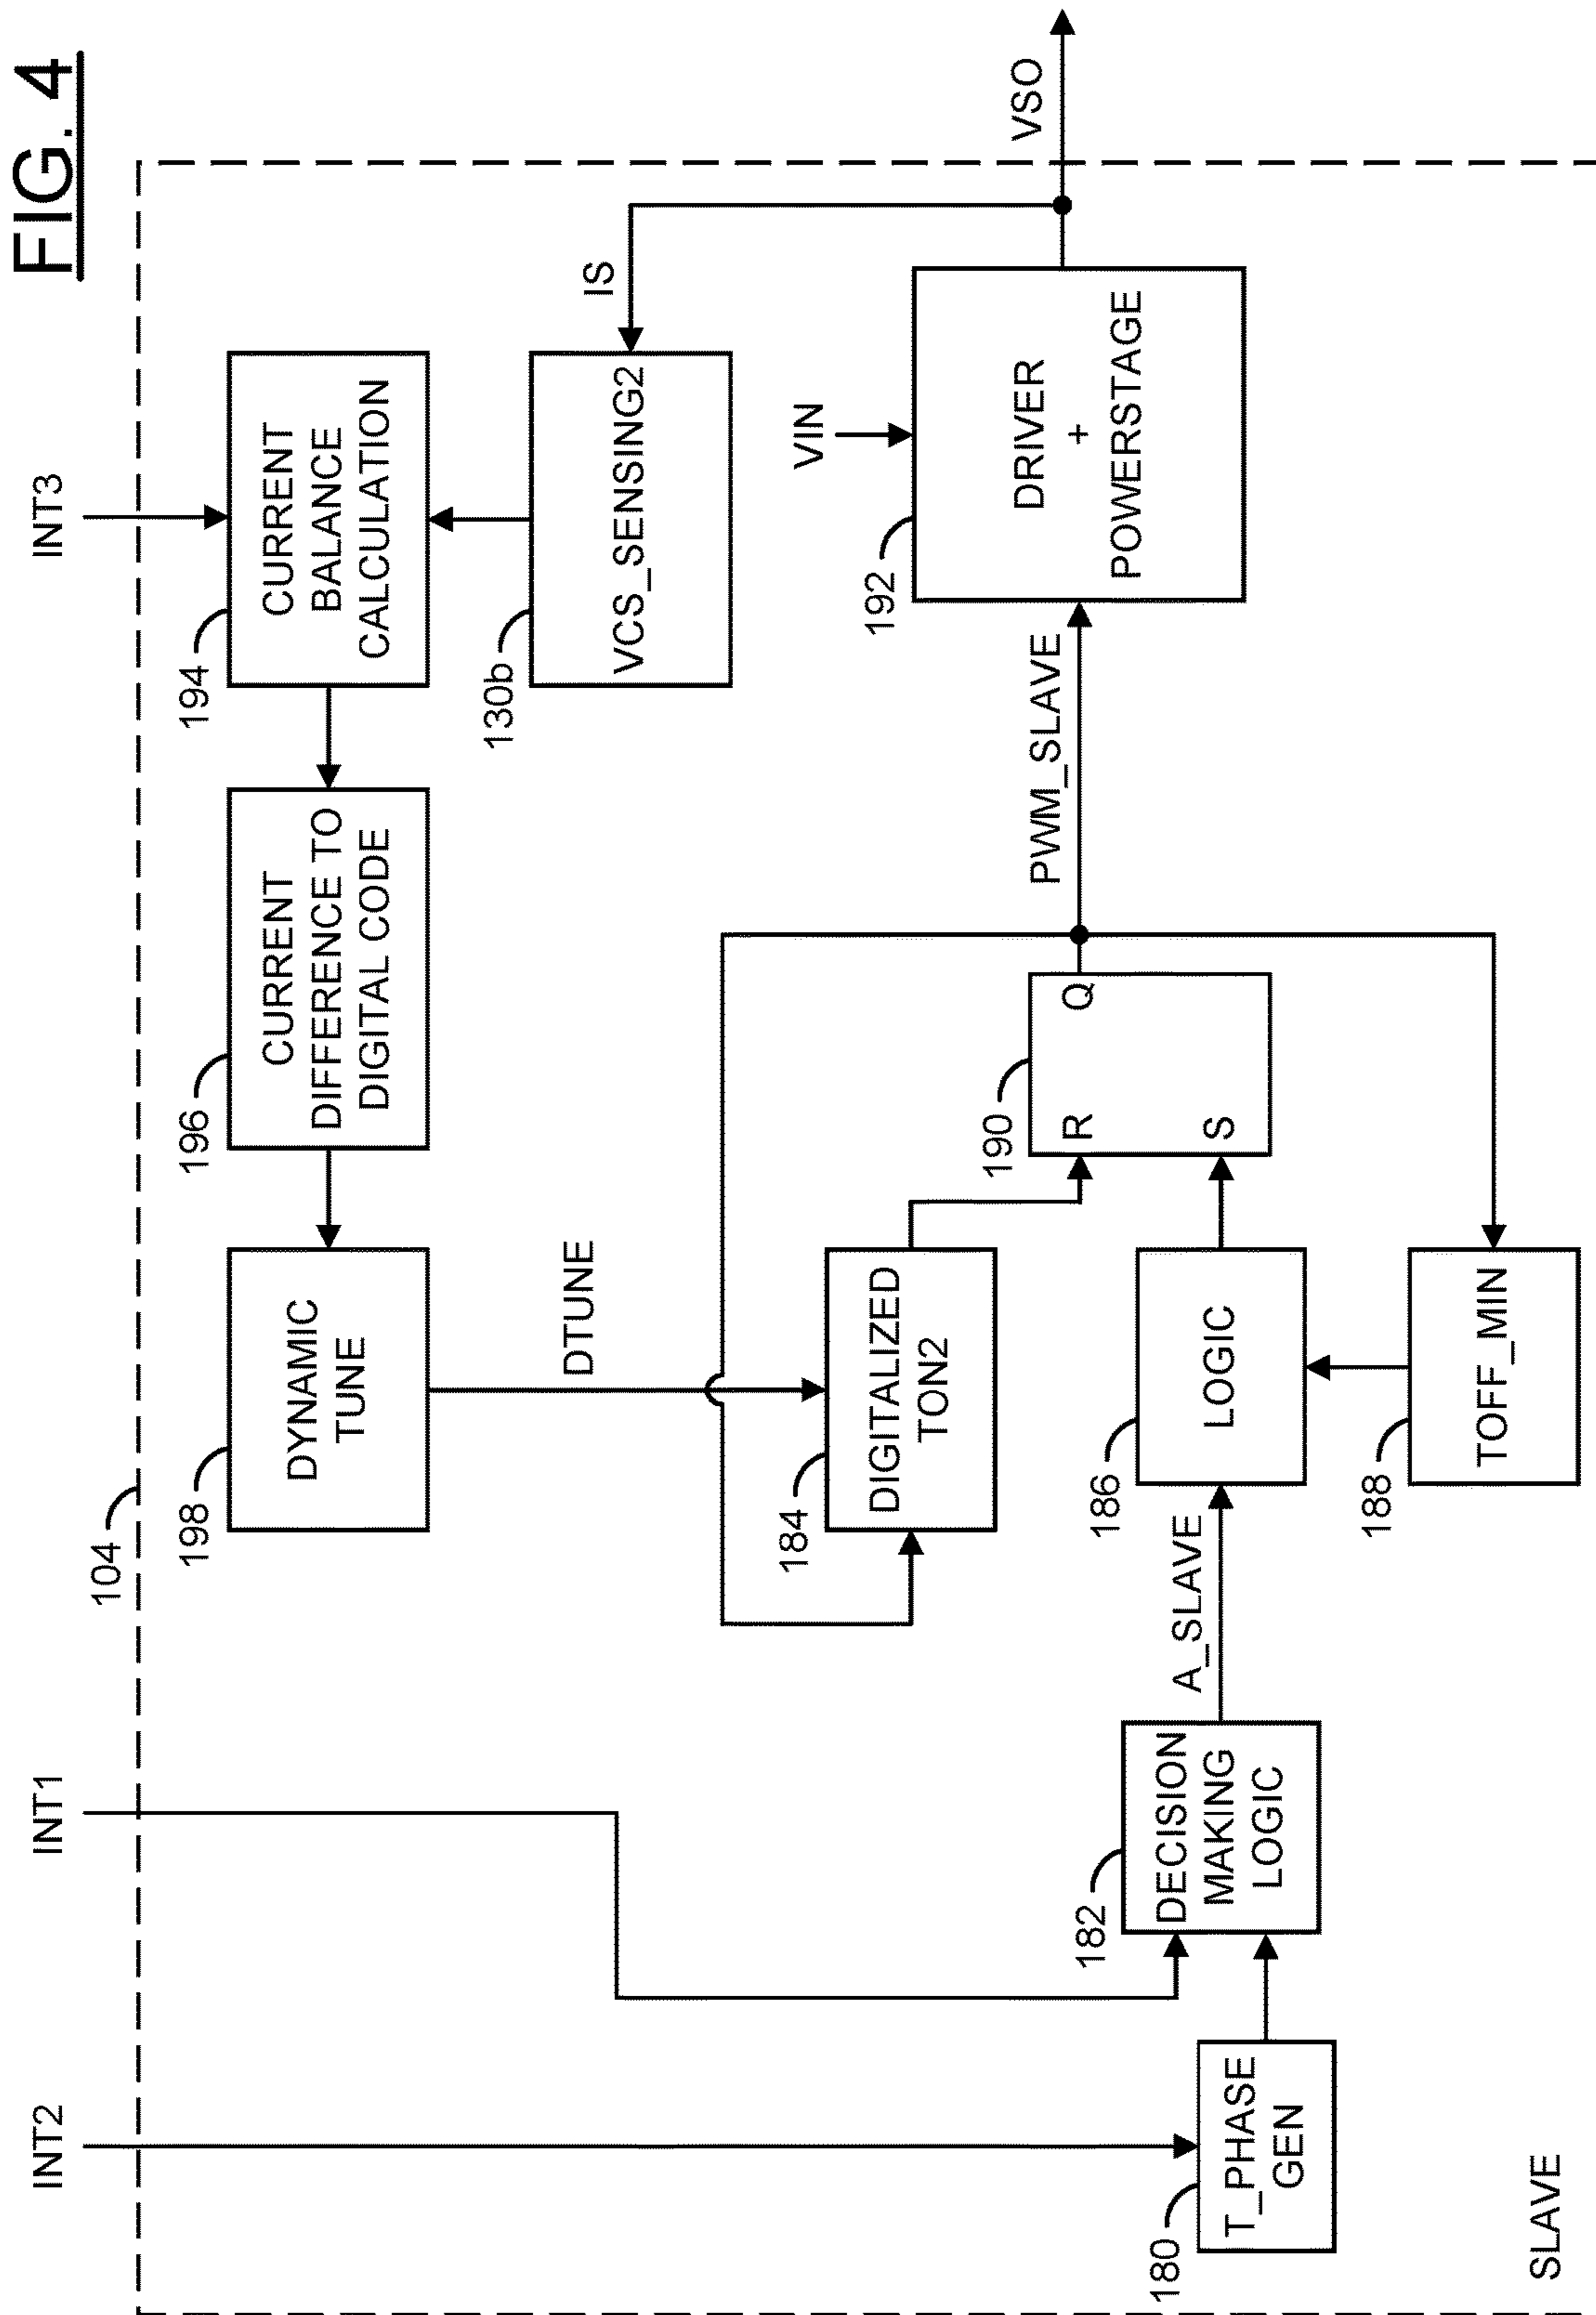 FIG. 4
INT2
INT1
INT3
104
198
DYNAMIC
TUNE
196
CURRENT
DIFFERENCE TO
DIGITAL CODE
194
CURRENT
BALANCE
CALCULATION
130b
VCS_SENSING2
IS
DTUNE
VIN
184
DIGITALIZED
TON2
192
DRIVER
+
POWERSTAGE
VSO
190
R
Q
S
PWM_SLAVE
180
T_PHASE
GEN
182
DECISION
MAKING
LOGIC
A_SLAVE
186
LOGIC
188
TOFF_MIN
SLAVE